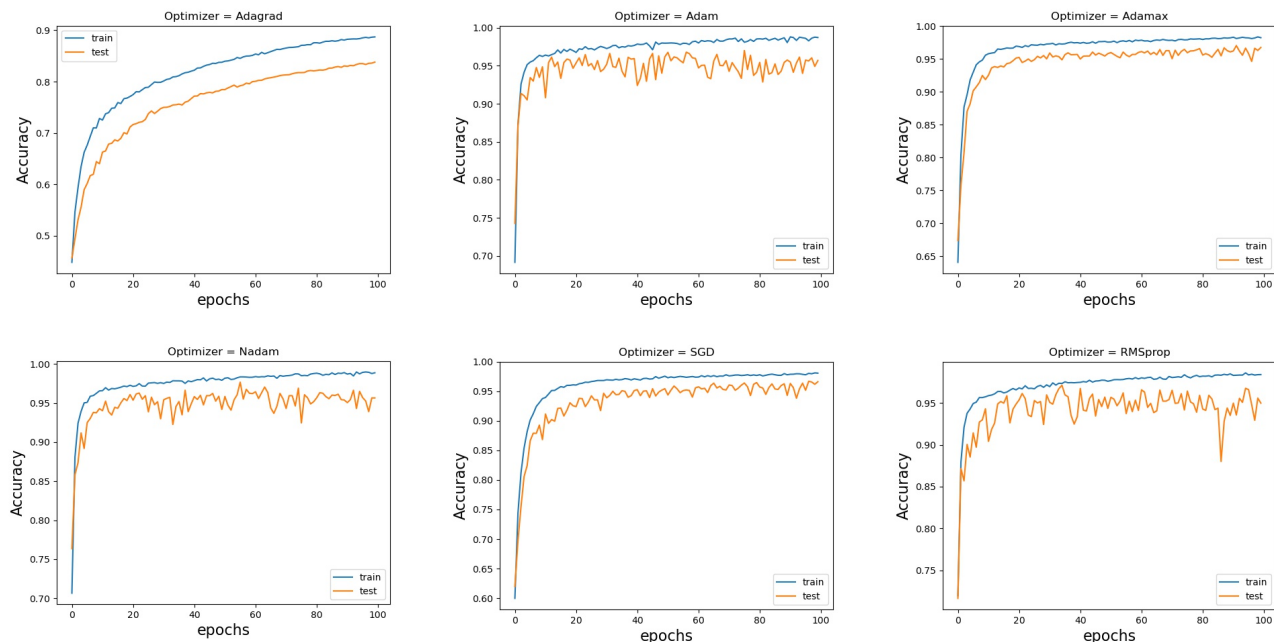 Optimizer = Adagrad
0.9
0.8
0.7
0.6
0.5
Accuracy
train
test
0 20 40 60 80 100
epochs
Optimizer = Adam
1.00
0.95
0.90
0.85
0.80
0.75
0.70
Accuracy
train
test
0 20 40 60 80 100
epochs
Optimizer = Adamax
1.00
0.95
0.90
0.85
0.80
0.75
0.70
0.65
Accuracy
train
test
0 20 40 60 80 100
epochs
Optimizer = Nadam
1.00
0.95
0.90
0.85
0.80
0.75
0.70
Accuracy
train
test
0 20 40 60 80 100
epochs
Optimizer = SGD
1.00
0.95
0.90
0.85
0.80
0.75
0.70
0.65
0.60
Accuracy
train
test
0 20 40 60 80 100
epochs
Optimizer = RMSprop
1.00
0.95
0.90
0.85
0.80
0.75
Accuracy
train
test
0 20 40 60 80 100
epochs